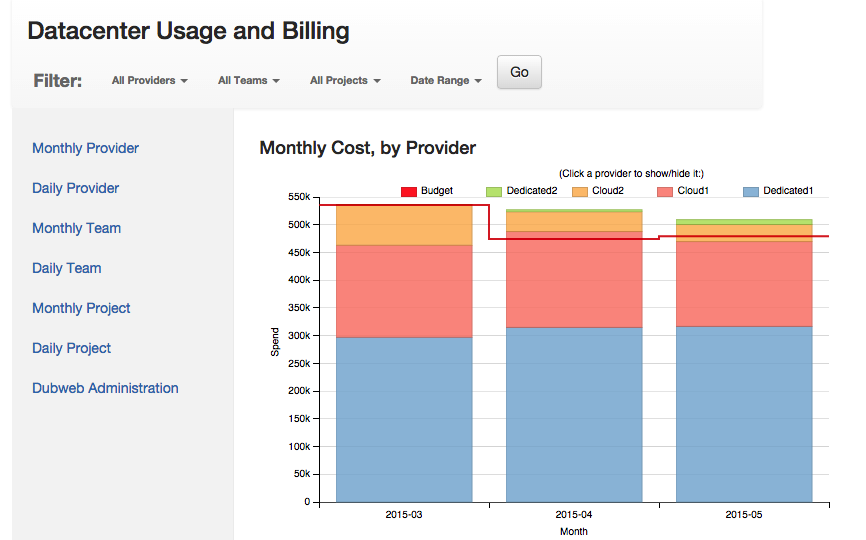 Datacenter Usage and Billing
Filter: All Providers All Teams All Projects Date Range Go
Monthly Provider
Daily Provider
Monthly Team
Daily Team
Monthly Project
Daily Project
Dubweb Administration
Monthly Cost, by Provider
(Click a provider to show/hide it:)
Budget Dedicated2 Cloud2 Cloud1 Dedicated1
550k
500k
450k
400k
350k
300k
250k
200k
150k
100k
50k
0
Spend
2015-03 2015-04 2015-05
Month